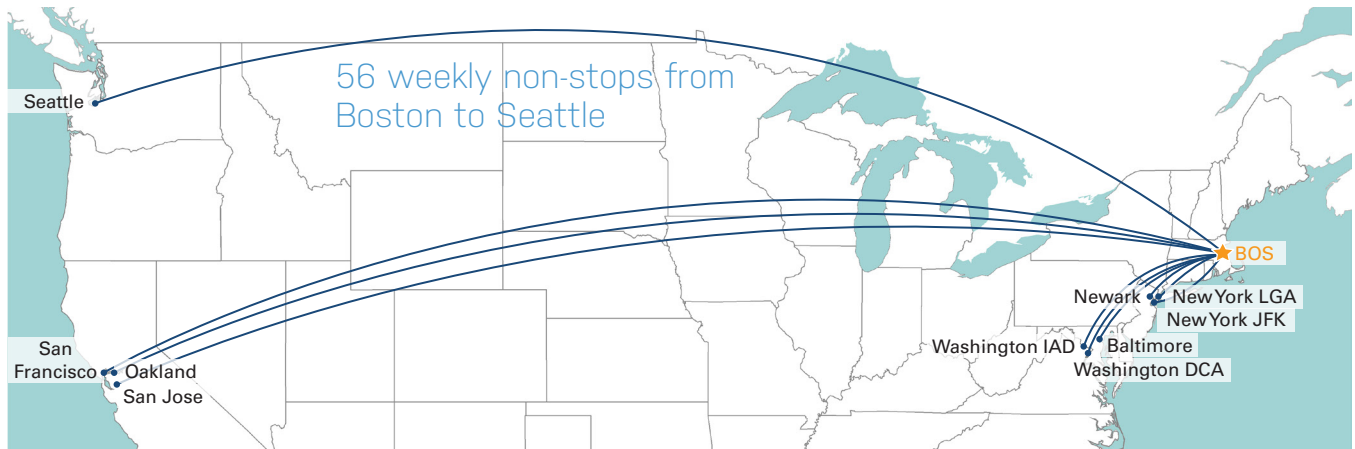 56 weekly non-stops from
Boston to Seattle
Seattle
BOS
Newark
New York LGA
New York JFK
Washington IAD
Baltimore
Washington DCA
San
Francisco
Oakland
San Jose